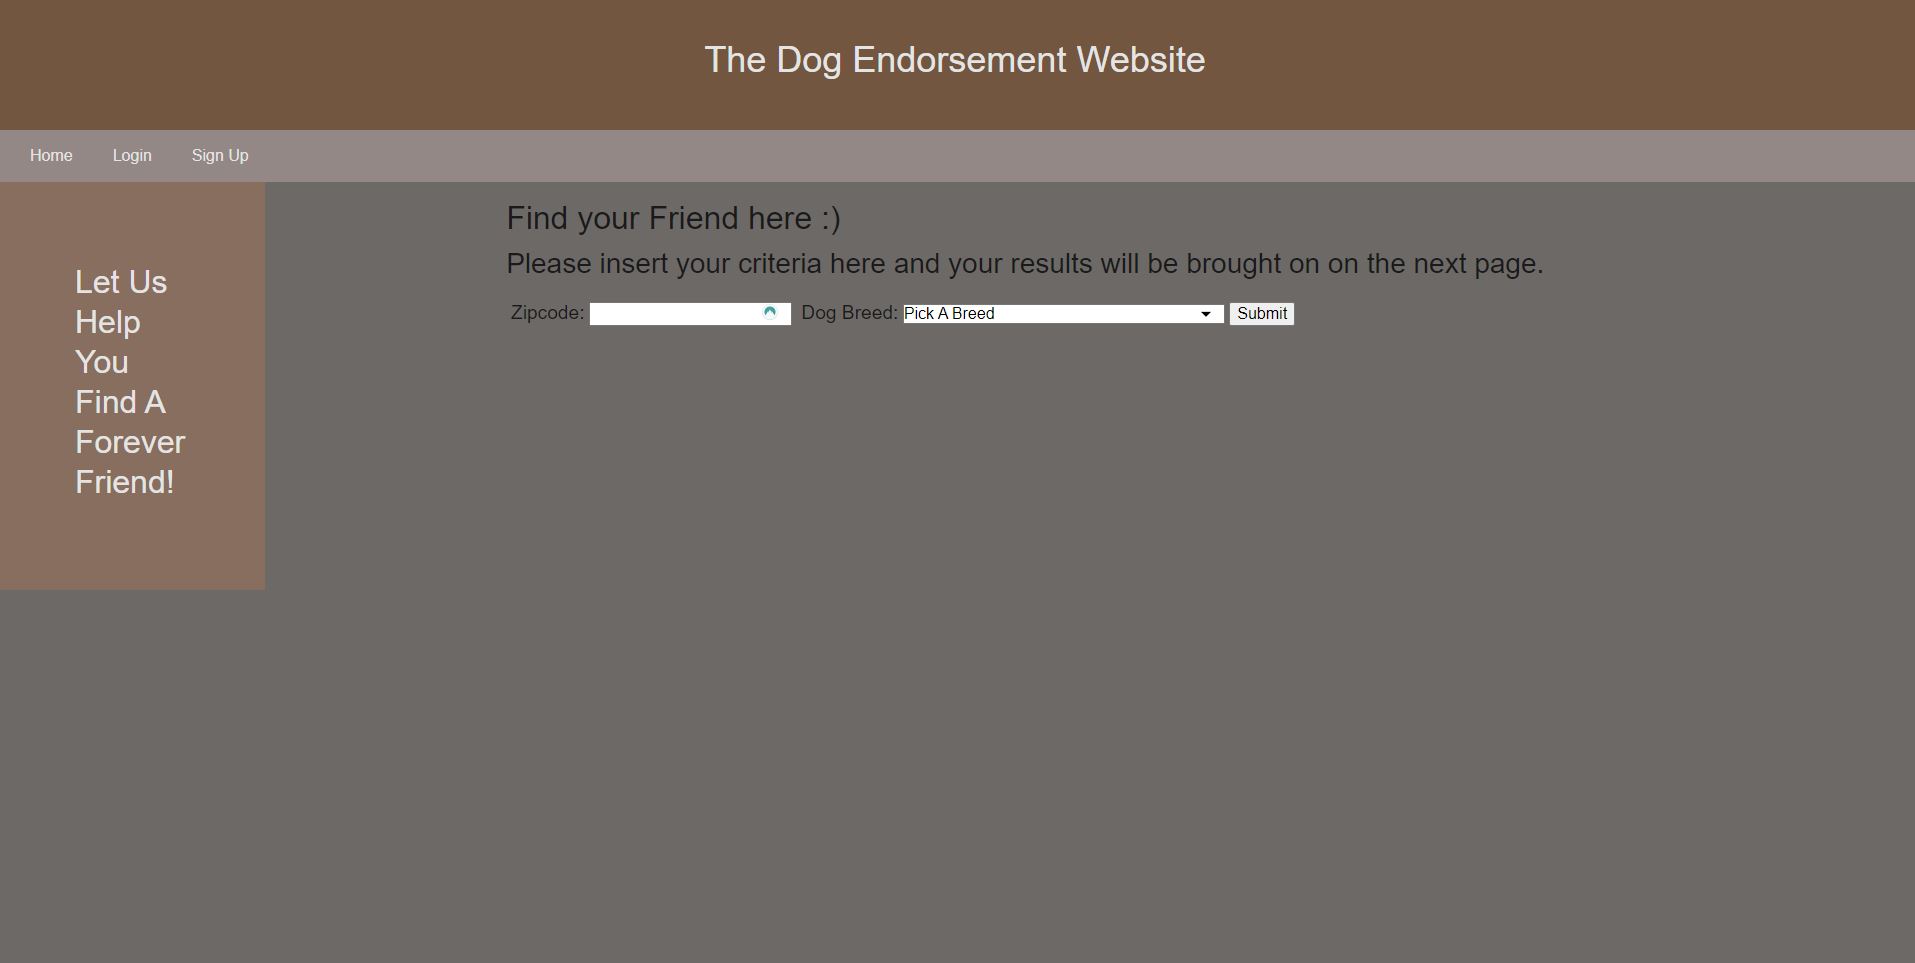 The Dog Endorsement Website
Home Login Sign Up
Let Us
Help
You
Find A
Forever
Friend!
Find your Friend here :)
Please insert your criteria here and your results will be brought on on the next page.
Zipcode: Dog Breed: Pick A Breed Submit